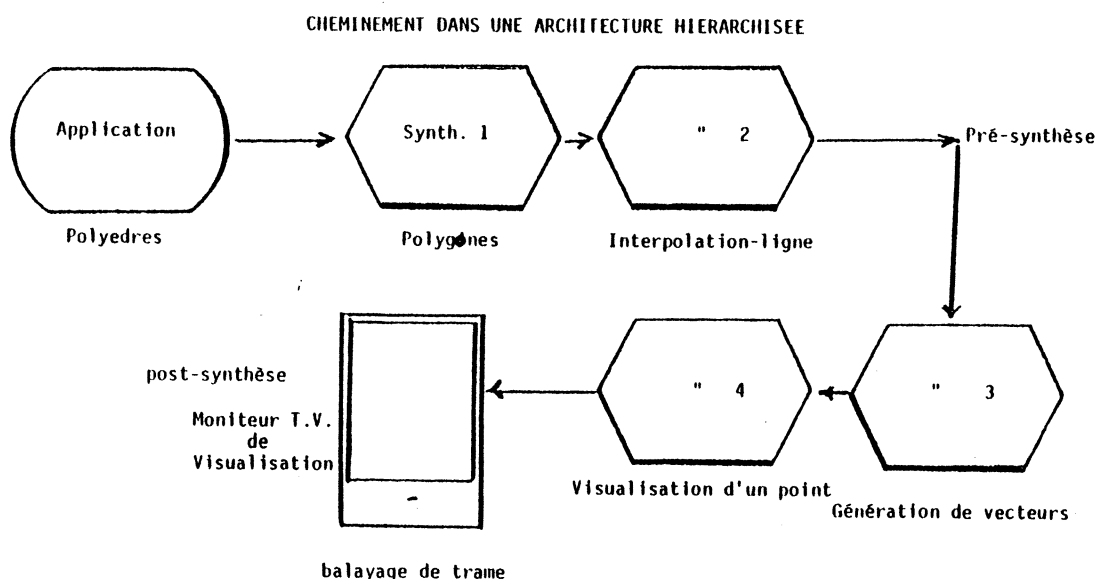 CHEMINEMENT DANS UNE ARCHITECTURE HIERARCHISEE
Application
Synth. 1
" 2
Pré-synthèse
Polyedres
Polygones
Interpolation-ligne
post-synthèse
Moniteur T.V.
de
Visualisation
" 4
" 3
Visualisation d'un point
Génération de vecteurs
balayage de trame